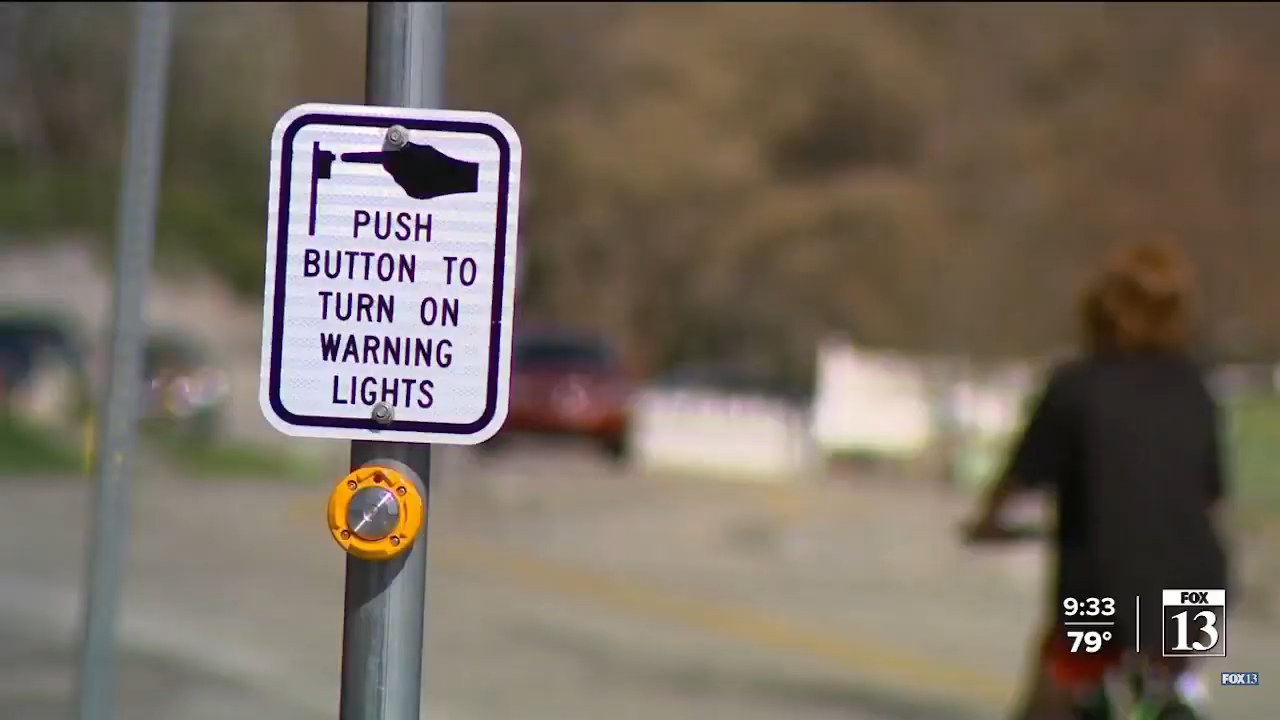 PUSH
BUTTON TO
TURN ON
WARNING
LIGHTS
9:33
79°
FOX
13
FOX13